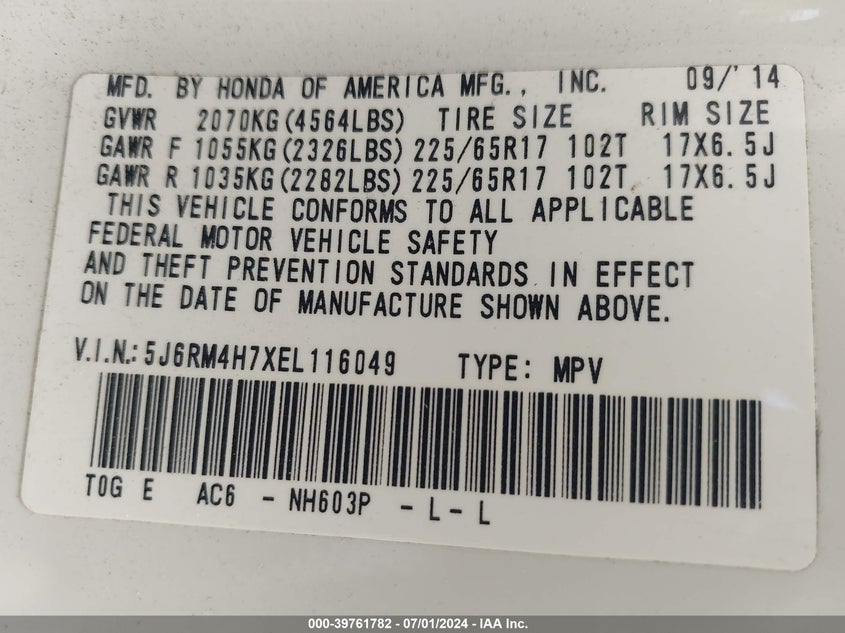 MFD. BY HONDA OF AMERICA MFG., INC. 09/'14
GVWR 2070KG(4564LBS) TIRE SIZE RIM SIZE
GAWR F 1055KG(2326LBS) 225/65R17 102T 17X6.5J
GAWR R 1035KG(2282LBS) 225/65R17 102T 17X6.5J
THIS VEHICLE CONFORMS TO ALL APPLICABLE
FEDERAL MOTOR VEHICLE SAFETY
AND THEFT PREVENTION STANDARDS IN EFFECT
ON THE DATE OF MANUFACTURE SHOWN ABOVE.
V.I.N.: 5J6RM4H7XEL116049 TYPE: MPV
T0G E AC6 - NH603P - L - L
000-39761782 - 07/01/2024 - IAA Inc.